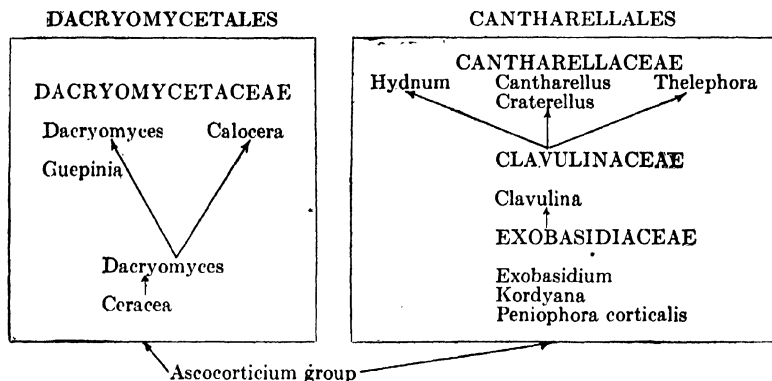 DACRYOMYCETALES
DACRYOMYCETACEAE
Dacryomyces Calocera
Guepinia
Dacryomyces
Ceracea
CANTHARELLALES
CANTHARELLACEAE
Hydnum Cantharellus Thelephora
Craterellus
CLAVULINACEAE
Clavulina
EXOBASIDIACEAE
Exobasidium
Kordyana
Peniophora corticalis
Ascocorticium group